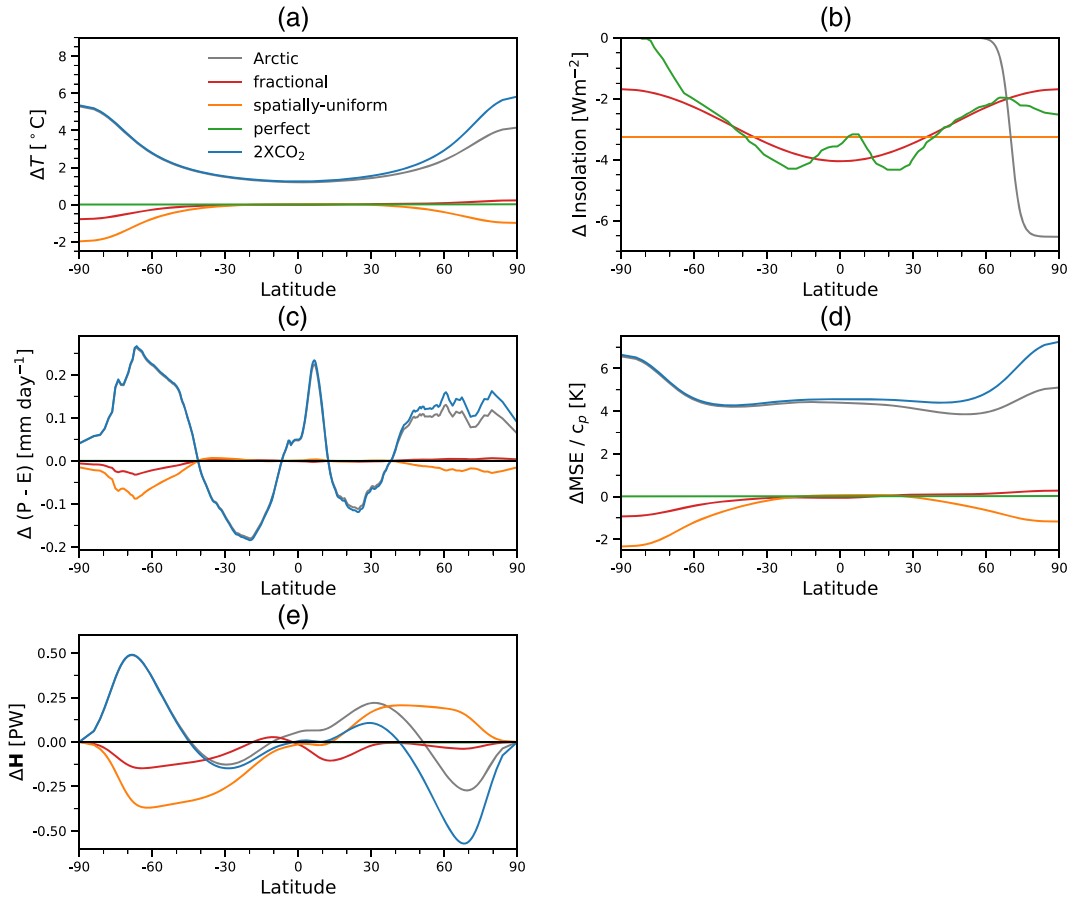 (a)
ΔT [ °C]
8
6
4
2
0
-2
Arctic
fractional
spatially-uniform
perfect
2XCO₂
-90 -60 -30 0 30 60 90
Latitude
(b)
Δ Insolation [Wm⁻²]
0
-2
-4
-6
-90 -60 -30 0 30 60 90
Latitude
(c)
Δ (P - E) [mm day⁻¹]
0.2
0.1
0.0
-0.1
-0.2
-90 -60 -30 0 30 60 90
Latitude
(d)
ΔMSE / cₚ [K]
6
4
2
0
-2
-90 -60 -30 0 30 60 90
Latitude
(e)
ΔH [PW]
0.50
0.25
0.00
-0.25
-0.50
-90 -60 -30 0 30 60 90
Latitude